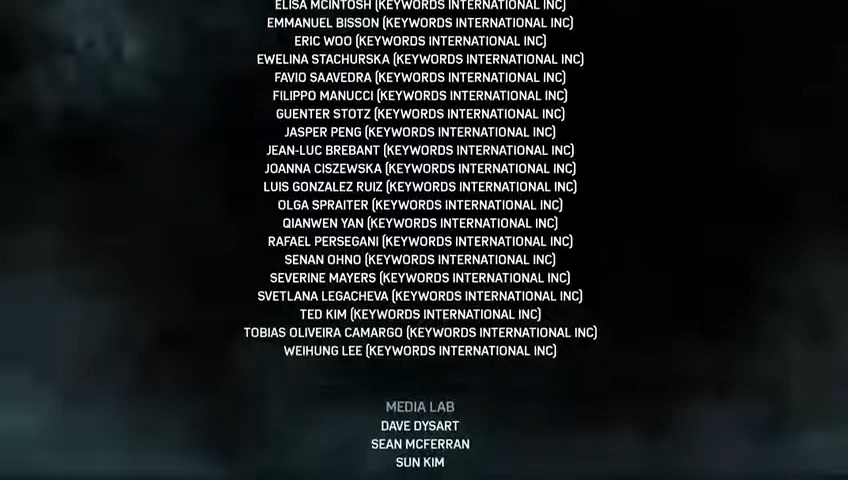 ELISA MCINTOSH (KEYWORDS INTERNATIONAL INC)
EMMANUEL BISSON (KEYWORDS INTERNATIONAL INC)
ERIC WOO (KEYWORDS INTERNATIONAL INC)
EWELINA STACHURSKA (KEYWORDS INTERNATIONAL INC)
FAVIO SAAVEDRA (KEYWORDS INTERNATIONAL INC)
FILIPPO MANUCCI (KEYWORDS INTERNATIONAL INC)
GUENTER STOTZ (KEYWORDS INTERNATIONAL INC)
JASPER PENG (KEYWORDS INTERNATIONAL INC)
JEAN-LUC BREBANT (KEYWORDS INTERNATIONAL INC)
JOANNA CISZEWSKA (KEYWORDS INTERNATIONAL INC)
LUIS GONZALEZ RUIZ (KEYWORDS INTERNATIONAL INC)
OLGA SPRAITER (KEYWORDS INTERNATIONAL INC)
QIANWEN YAN (KEYWORDS INTERNATIONAL INC)
RAFAEL PERSEGANI (KEYWORDS INTERNATIONAL INC)
SENAN OHNO (KEYWORDS INTERNATIONAL INC)
SEVERINE MAYERS (KEYWORDS INTERNATIONAL INC)
SVETLANA LEGACHEVA (KEYWORDS INTERNATIONAL INC)
TED KIM (KEYWORDS INTERNATIONAL INC)
TOBIAS OLIVEIRA CAMARGO (KEYWORDS INTERNATIONAL INC)
WEIHUNG LEE (KEYWORDS INTERNATIONAL INC)
MEDIA LAB
DAVE DYSART
SEAN MCFERRAN
SUN KIM